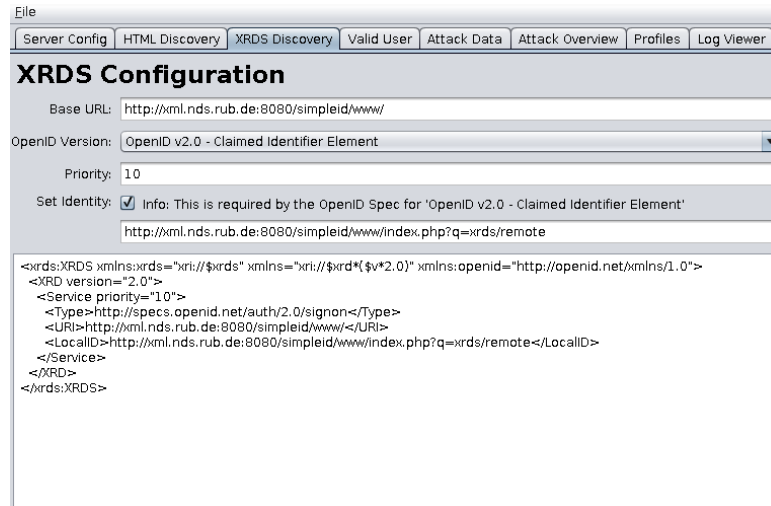 File
Server Config HTML Discovery XRDS Discovery Valid User Attack Data Attack Overview Profiles Log Viewer
XRDS Configuration
Base URL: http://xml.nds.rub.de:8080/simpleid/www/
OpenID Version: OpenID v2.0 - Claimed Identifier Element
Priority: 10
Set Identity: Info: This is required by the OpenID Spec for 'OpenID v2.0 - Claimed Identifier Element'
http://xml.nds.rub.de:8080/simpleid/www/index.php?q=xrds/remote
<xrds:XRDS xmlns:xrds="xri://$xrds" xmlns="xri://$xrd*($v*2.0)" xmlns:openid="http://openid.net/xmlns/1.0">
<XRD version="2.0">
<Service priority="10">
<Type>http://specs.openid.net/auth/2.0/signon</Type>
<URI>http://xml.nds.rub.de:8080/simpleid/www/</URI>
<LocalID>http://xml.nds.rub.de:8080/simpleid/www/index.php?q=xrds/remote</LocalID>
</Service>
</XRD>
</xrds:XRDS>